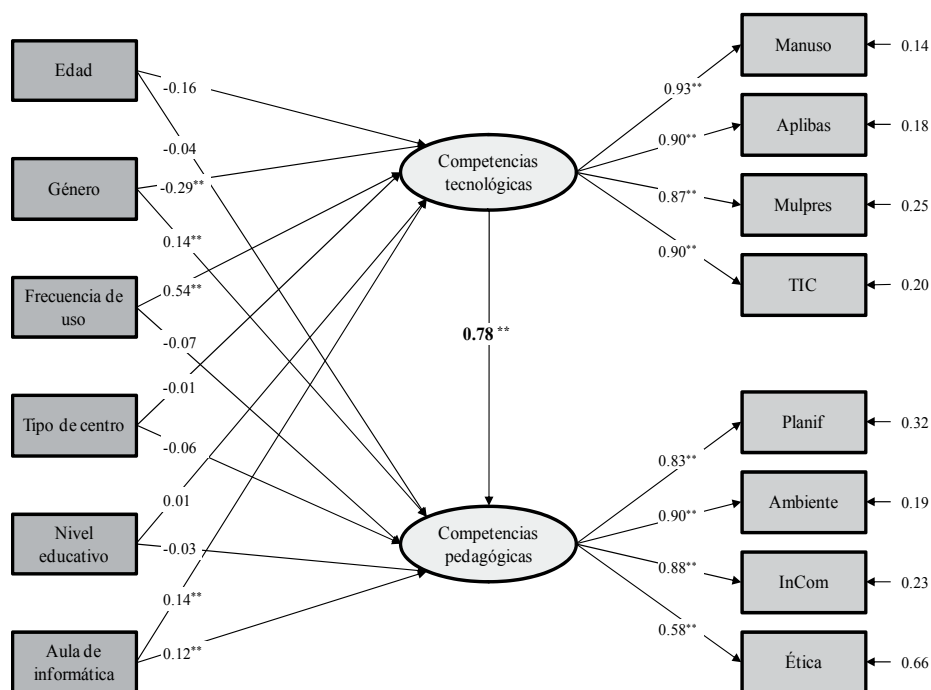 Edad
Género
Frecuencia de
uso
Tipo de centro
Nivel
educativo
Aula de
informática
-0.16
-0.04
-0.29**
0.14**
0.54**
-0.07
-0.01
-0.06
0.01
-0.03
0.14**
0.12**
Competencias
tecnológicas
0.78 **
Competencias
pedagógicas
0.93**
0.90**
0.87**
0.90**
0.83**
0.90**
0.88**
0.58**
Manuso
0.14
Aplibas
0.18
Mulpres
0.25
TIC
0.20
Planif
0.32
Ambiente
0.19
InCom
0.23
Ética
0.66